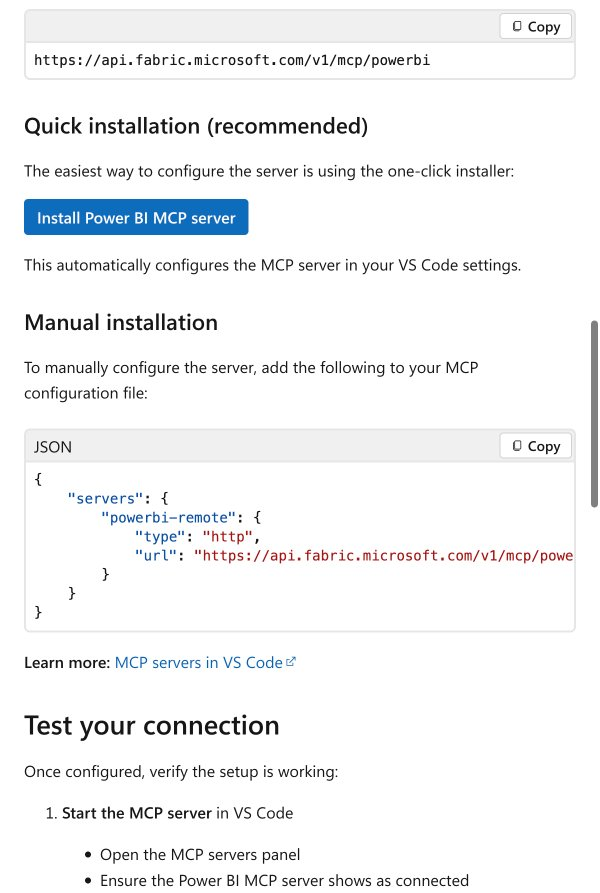 Copy
https://api.fabric.microsoft.com/v1/mcp/powerbi
Quick installation (recommended)
The easiest way to configure the server is using the one-click installer:
Install Power BI MCP server
This automatically configures the MCP server in your VS Code settings.
Manual installation
To manually configure the server, add the following to your MCP
configuration file:
JSON
Copy
{
    "servers": {
        "powerbi-remote": {
            "type": "http",
            "url": "https://api.fabric.microsoft.com/v1/mcp/powe
        }
    }
}
Learn more: MCP servers in VS Code
Test your connection
Once configured, verify the setup is working:
1. Start the MCP server in VS Code
• Open the MCP servers panel
• Ensure the Power BI MCP server shows as connected